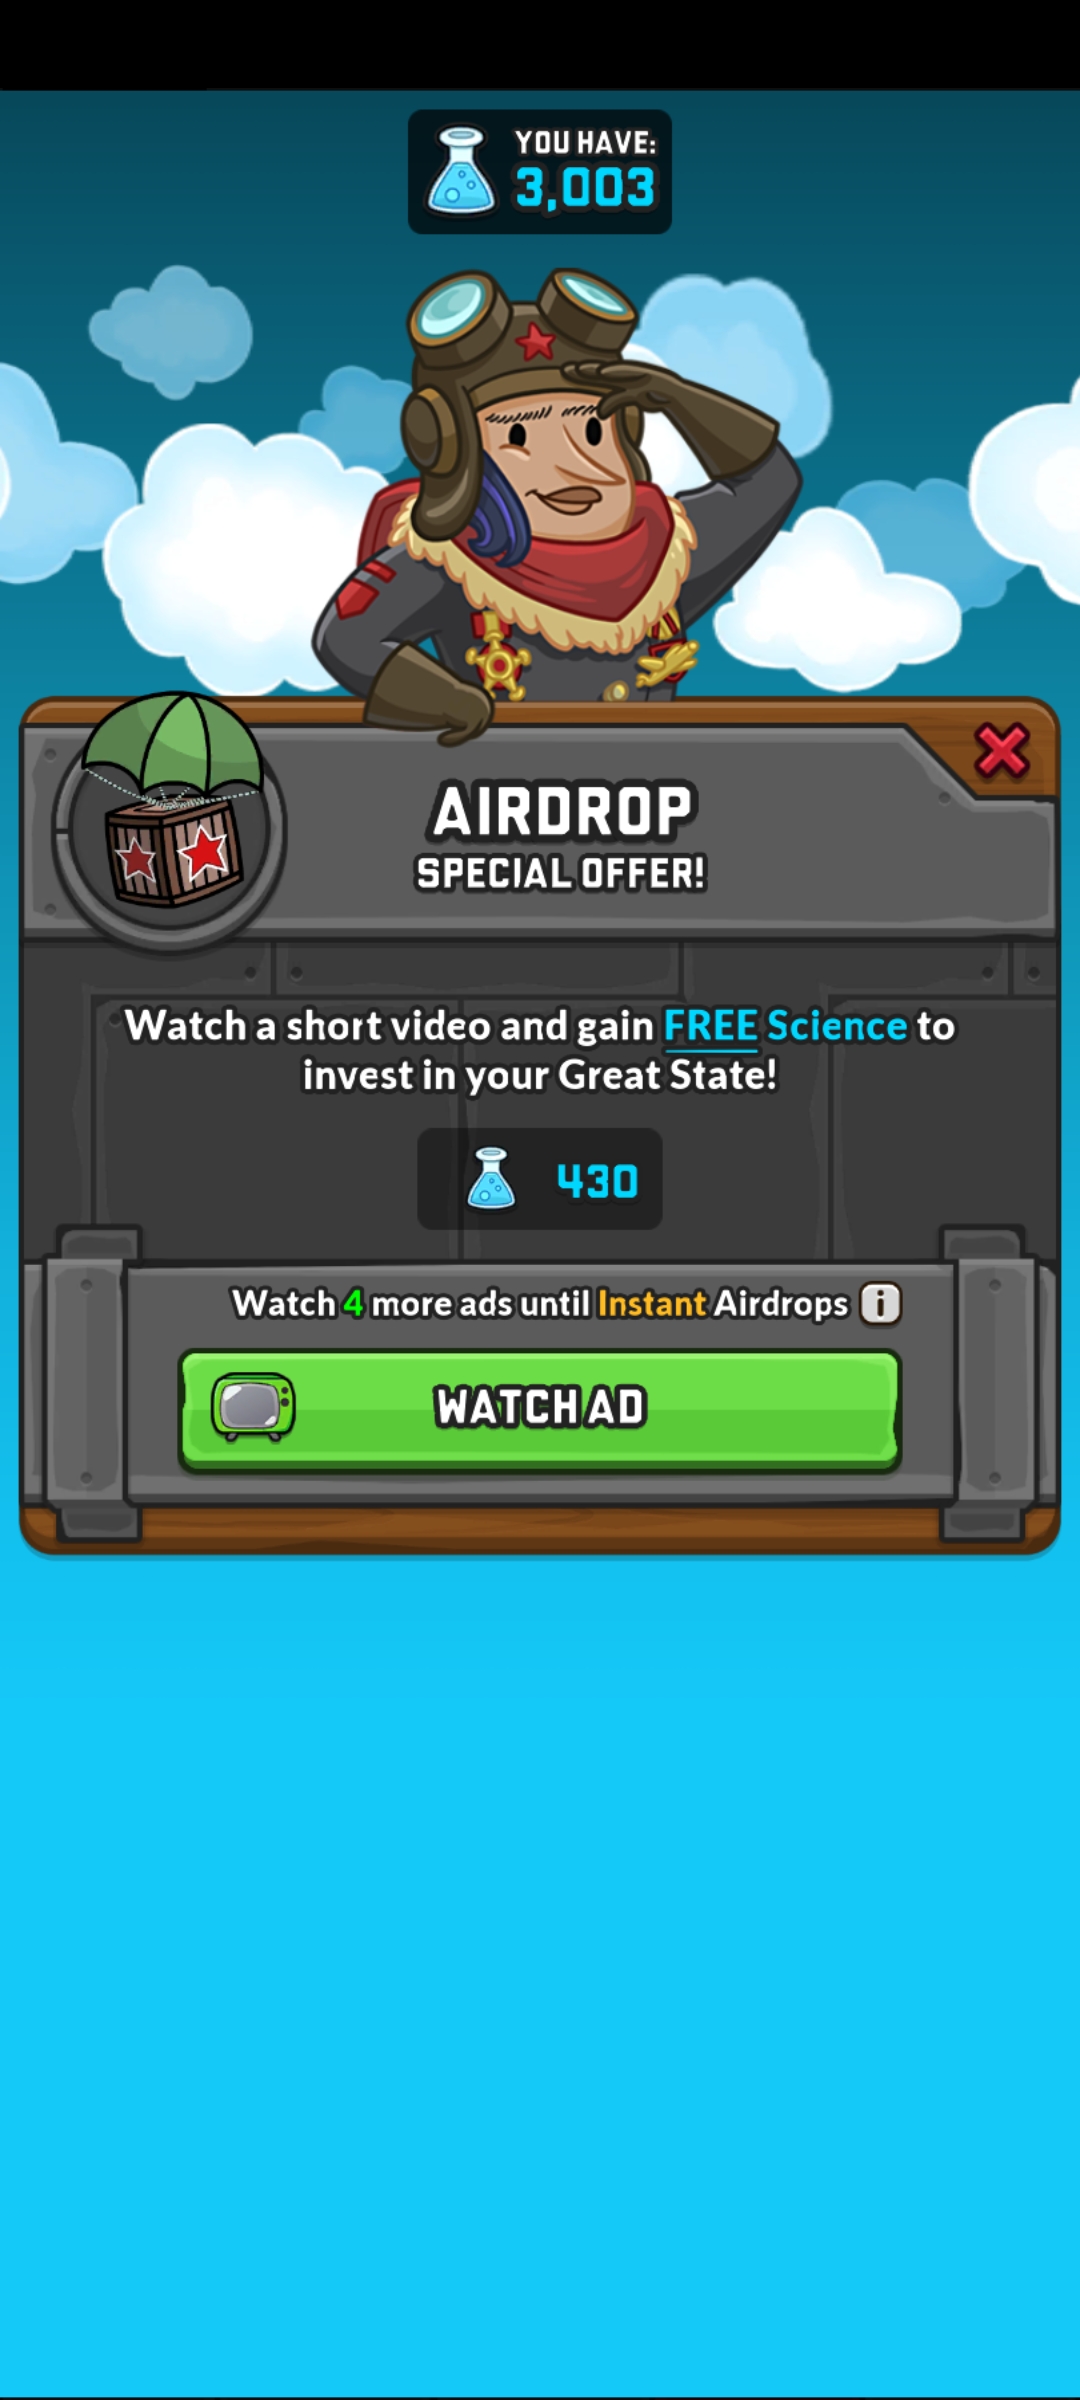 YOU HAVE:
3,003
AIRDROP
SPECIAL OFFER!
Watch a short video and gain FREE Science to
invest in your Great State!
430
Watch 4 more ads until Instant Airdrops i
WATCH AD